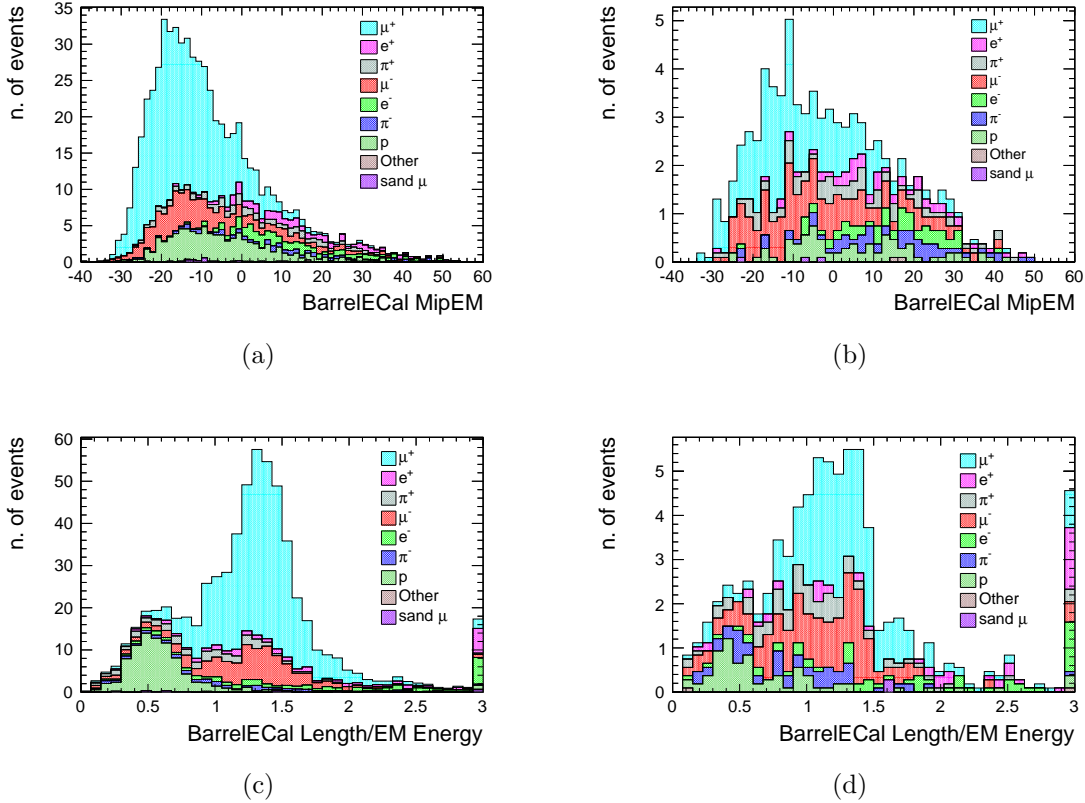 n. of events
35
30
25
20
15
10
5
0
-40 -30 -20 -10 0 10 20 30 40 50 60
BarrelECal MipEM
μ⁺
e⁺
π⁺
μ⁻
e⁻
π⁻
p
Other
sand μ
(a)
n. of events
5
4
3
2
1
0
-40 -30 -20 -10 0 10 20 30 40 50 60
BarrelECal MipEM
μ⁺
e⁺
π⁺
μ⁻
e⁻
π⁻
p
Other
sand μ
(b)
n. of events
60
50
40
30
20
10
0
0 0.5 1 1.5 2 2.5 3
BarrelECal Length/EM Energy
μ⁺
e⁺
π⁺
μ⁻
e⁻
π⁻
p
Other
sand μ
(c)
n. of events
5
4
3
2
1
0
0 0.5 1 1.5 2 2.5 3
BarrelECal Length/EM Energy
μ⁺
e⁺
π⁺
μ⁻
e⁻
π⁻
p
Other
sand μ
(d)